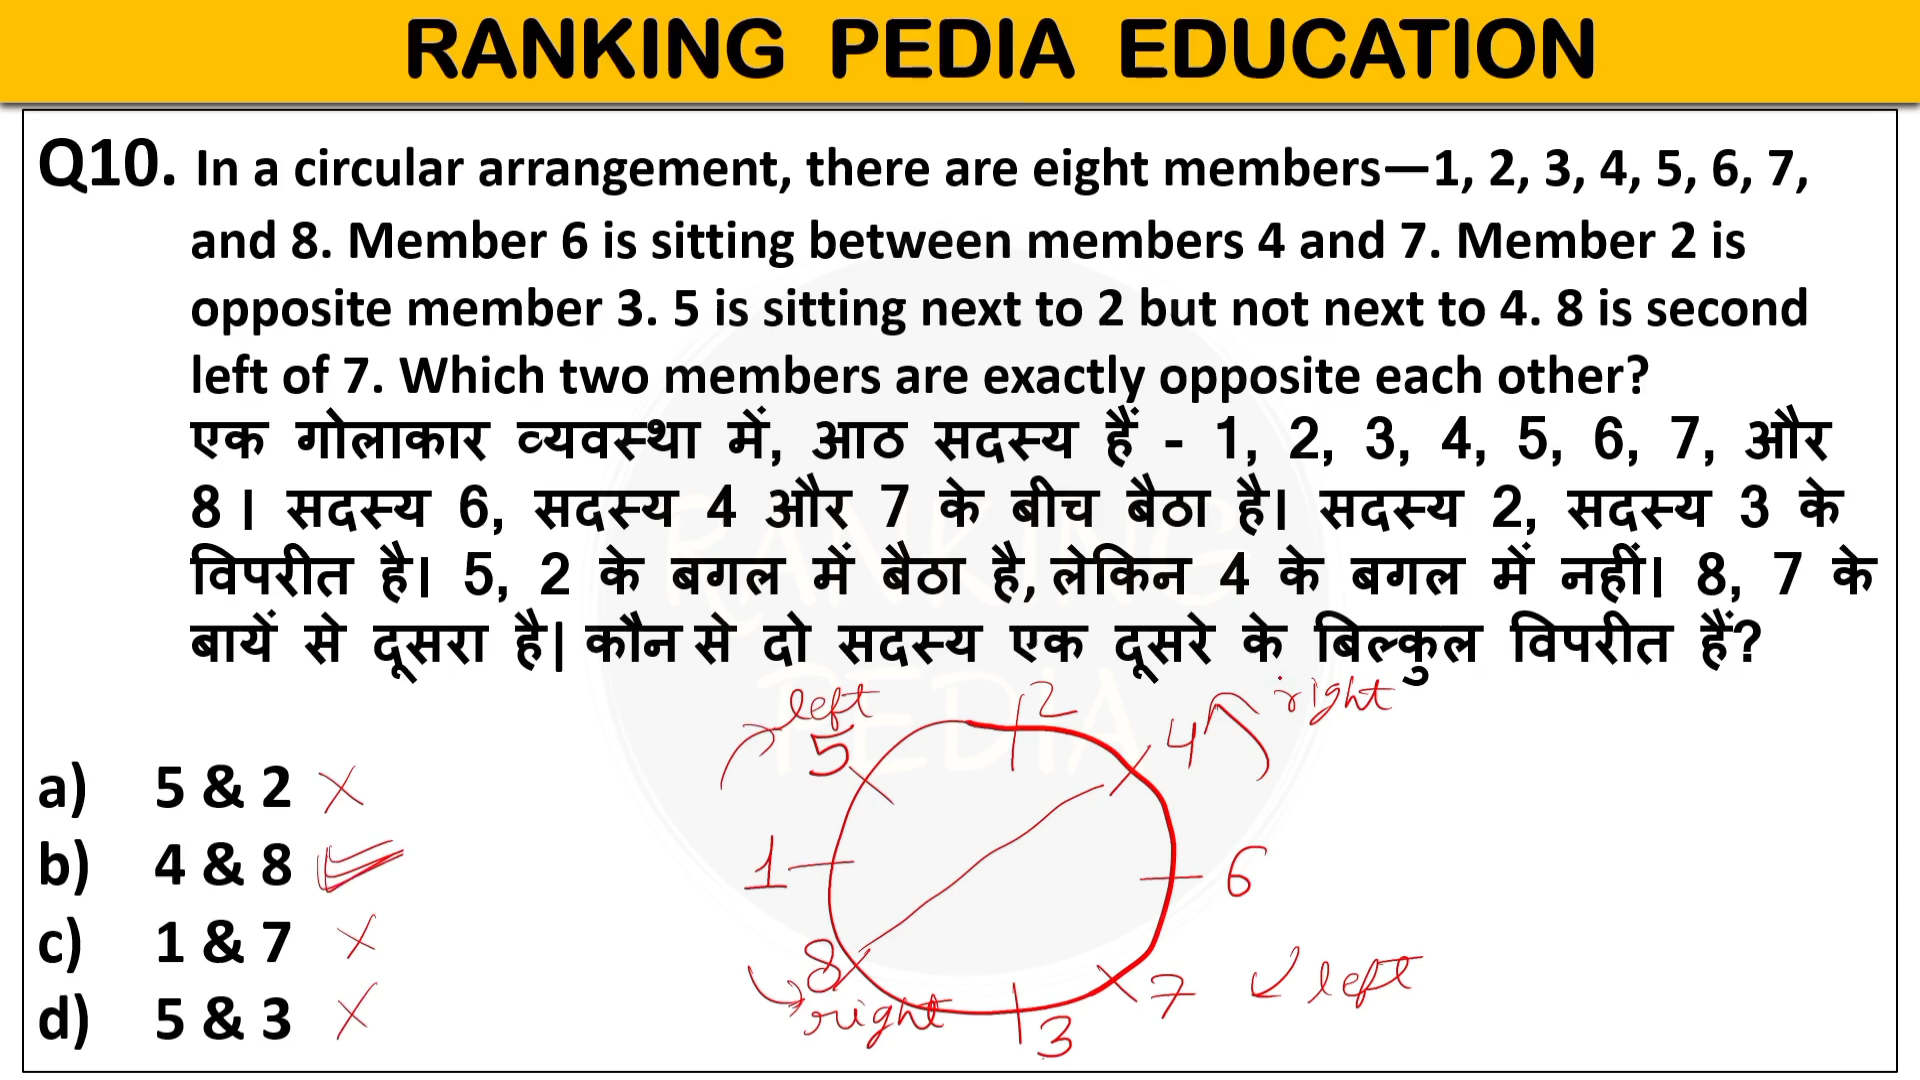 RANKING PEDIA EDUCATION
Q10. In a circular arrangement, there are eight members—1, 2, 3, 4, 5, 6, 7,
and 8. Member 6 is sitting between members 4 and 7. Member 2 is
opposite member 3. 5 is sitting next to 2 but not next to 4. 8 is second
left of 7. Which two members are exactly opposite each other?
एक गोलाकार व्यवस्था में, आठ सदस्य हैं - 1, 2, 3, 4, 5, 6, 7, और
8। सदस्य 6, सदस्य 4 और 7 के बीच बैठा है। सदस्य 2, सदस्य 3 के
विपरीत है। 5, 2 के बगल में बैठा है, लेकिन 4 के बगल में नहीं। 8, 7 के
बायें से दूसरा है| कौन से दो सदस्य एक दूसरे के बिल्कुल विपरीत हैं?
RANKING
PEDIA
left 2 right
5 4
a) 5 & 2
b) 4 & 8
1 6
c) 1 & 7
8 7 left
d) 5 & 3
right 3